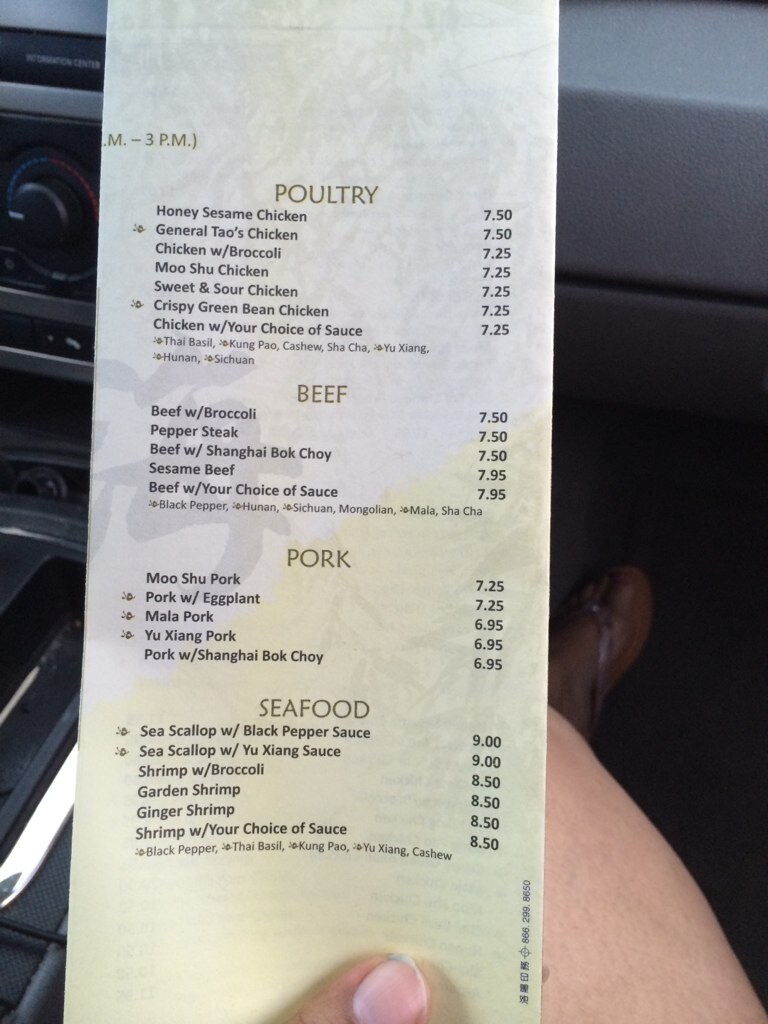 INFORMATION CENTER
.M. – 3 P.M.)
POULTRY
Honey Sesame Chicken 7.50
General Tao's Chicken 7.50
Chicken w/Broccoli 7.25
Moo Shu Chicken 7.25
Sweet & Sour Chicken 7.25
Crispy Green Bean Chicken 7.25
Chicken w/Your Choice of Sauce 7.25
Thai Basil, Kung Pao, Cashew, Sha Cha, Yu Xiang,
Hunan, Sichuan
BEEF
Beef w/Broccoli 7.50
Pepper Steak 7.50
Beef w/ Shanghai Bok Choy 7.50
Sesame Beef 7.95
Beef w/Your Choice of Sauce 7.95
Black Pepper, Hunan, Sichuan, Mongolian, Mala, Sha Cha
PORK
Moo Shu Pork 7.25
Pork w/ Eggplant 7.25
Mala Pork 6.95
Yu Xiang Pork 6.95
Pork w/Shanghai Bok Choy 6.95
SEAFOOD
Sea Scallop w/ Black Pepper Sauce 9.00
Sea Scallop w/ Yu Xiang Sauce 9.00
Shrimp w/Broccoli 8.50
Garden Shrimp 8.50
Ginger Shrimp 8.50
Shrimp w/Your Choice of Sauce 8.50
Black Pepper, Thai Basil, Kung Pao, Yu Xiang, Cashew
印務 866.299.8650